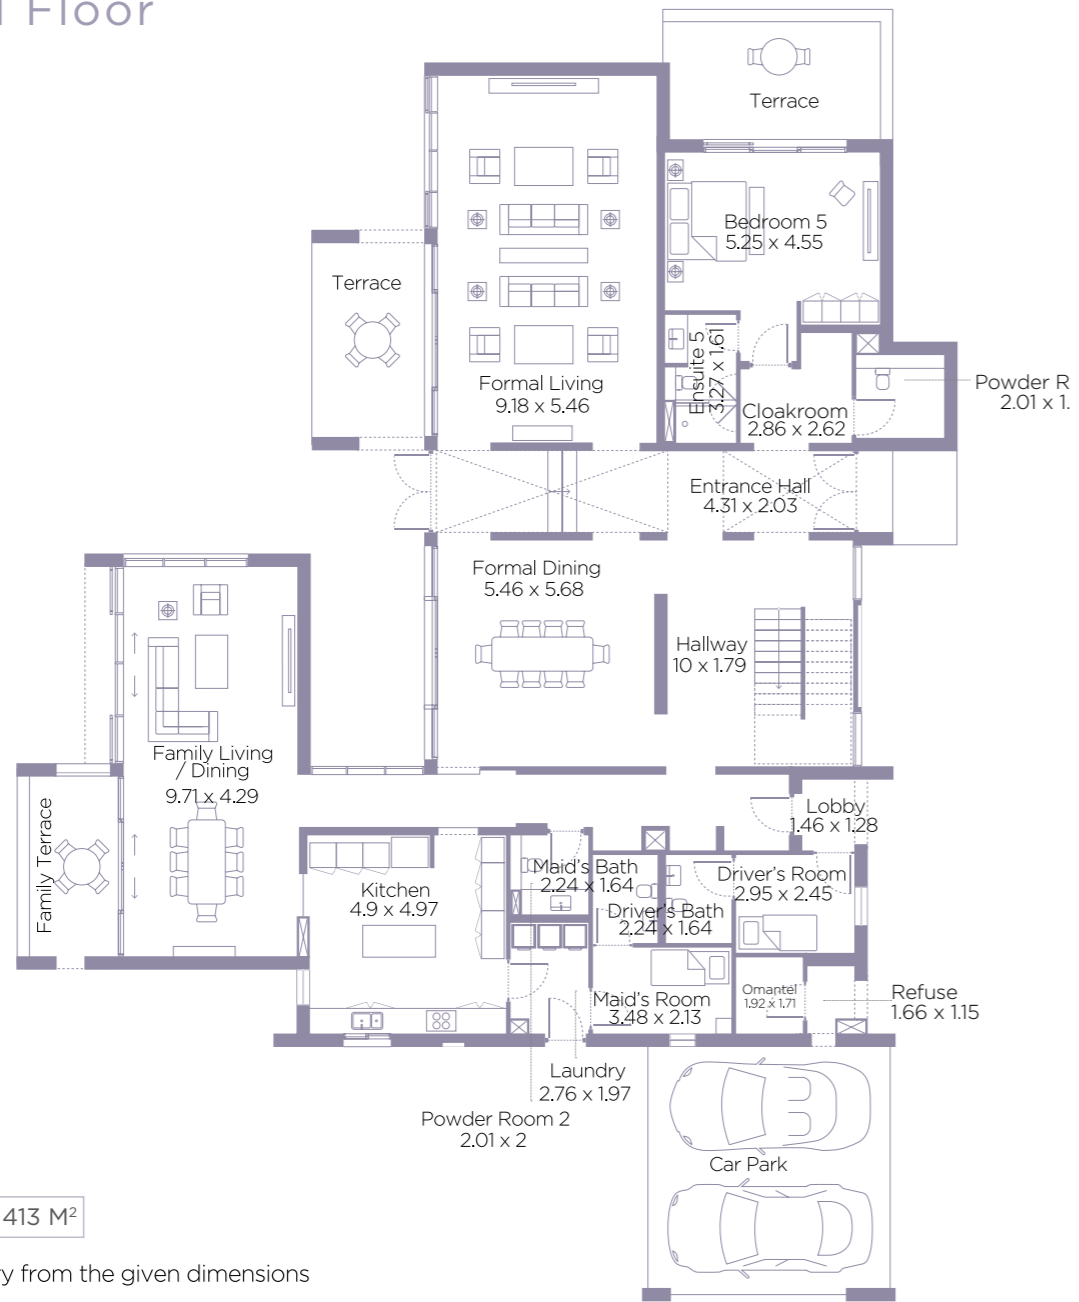 Floor
Terrace
Bedroom 5
5.25 x 4.55
Terrace
Ensuite 5
3.27 x 1.61
Formal Living
9.18 x 5.46
Cloakroom
2.86 x 2.62
Powder R
2.01 x 1.
Entrance Hall
4.31 x 2.03
Formal Dining
5.46 x 5.68
Hallway
10 x 1.79
Family Living
/ Dining
9.71 x 4.29
Family Terrace
Lobby
1.46 x 1.28
Kitchen
4.9 x 4.97
Maid's Bath
2.24 x 1.64
Driver's Room
2.95 x 2.45
Driver's Bath
2.24 x 1.64
Maid's Room
3.48 x 2.13
Omantel
1.92 x 1.71
Refuse
1.66 x 1.15
Laundry
2.76 x 1.97
Powder Room 2
2.01 x 2
Car Park
413 M²
y from the given dimensions